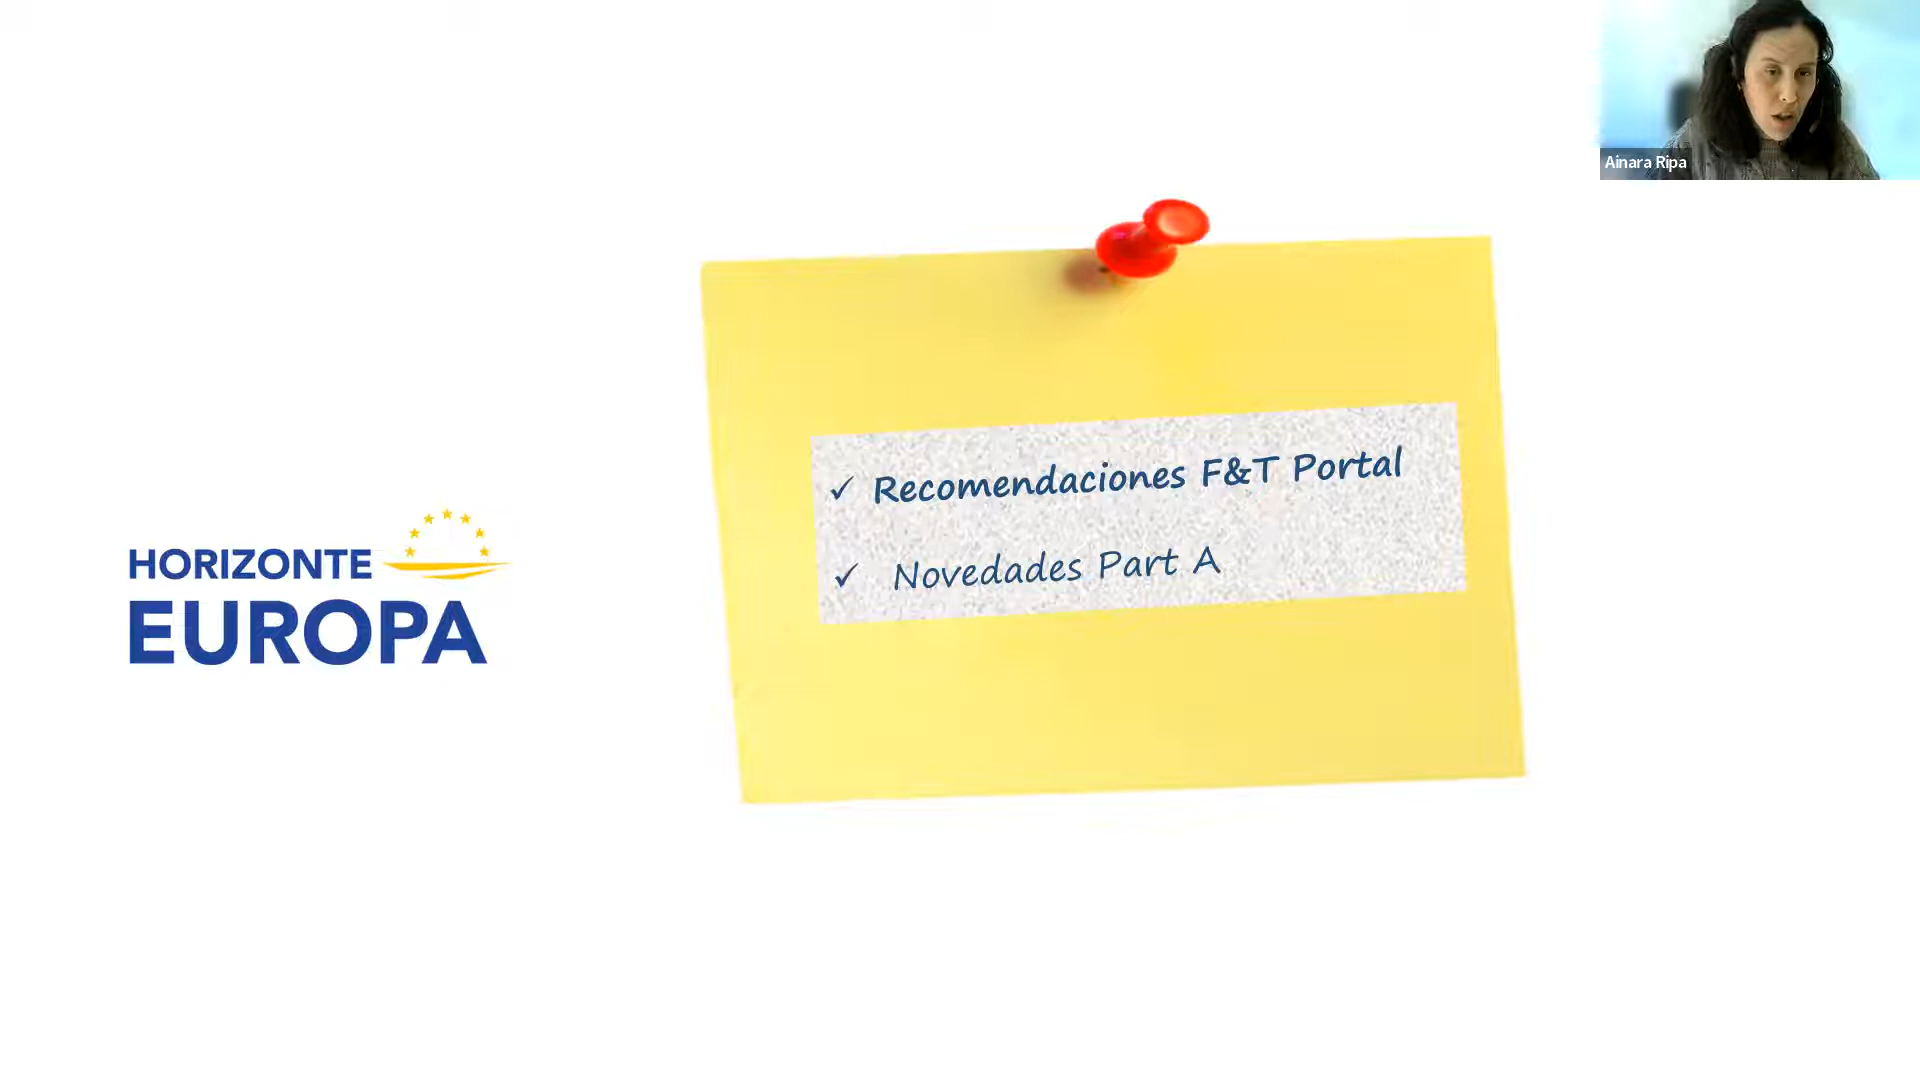 Ainara Ripa
✓ Recomendaciones F&T Portal
✓ Novedades Part A
HORIZONTE
EUROPA